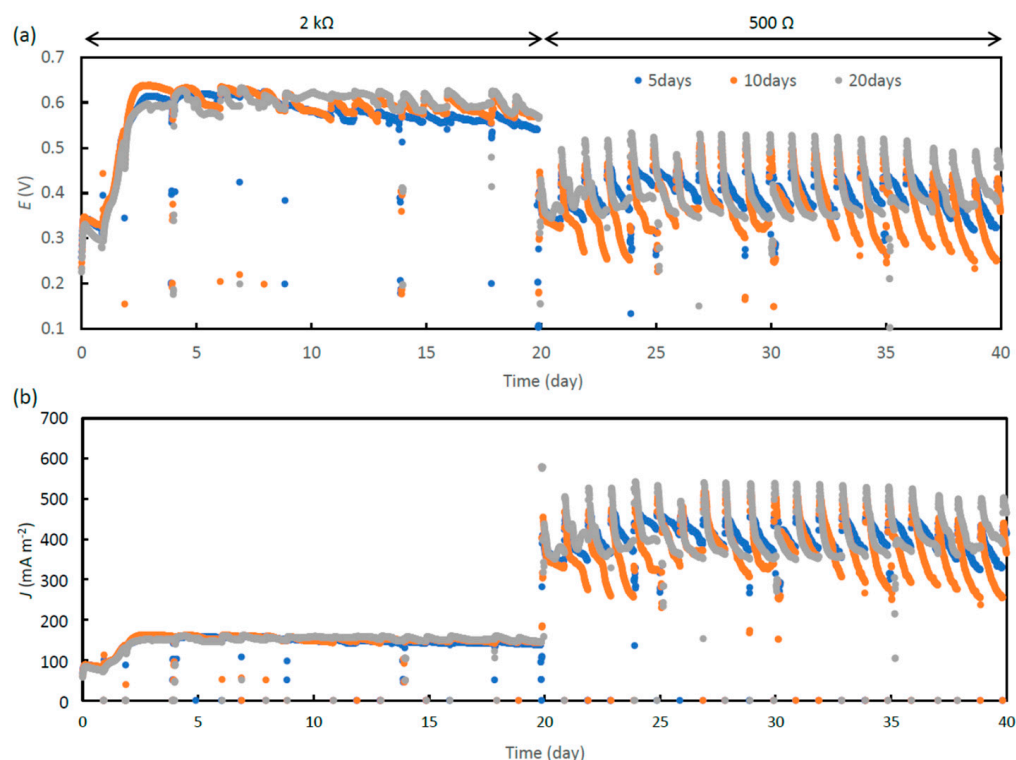 2 kΩ 500 Ω
(a)
0.7
0.6
0.5
0.4
0.3
0.2
0.1
E (V)
5days 10days 20days
0 5 10 15 20 25 30 35 40
Time (day)
(b)
700
600
500
400
300
200
100
0
J (mA m⁻²)
0 5 10 15 20 25 30 35 40
Time (day)